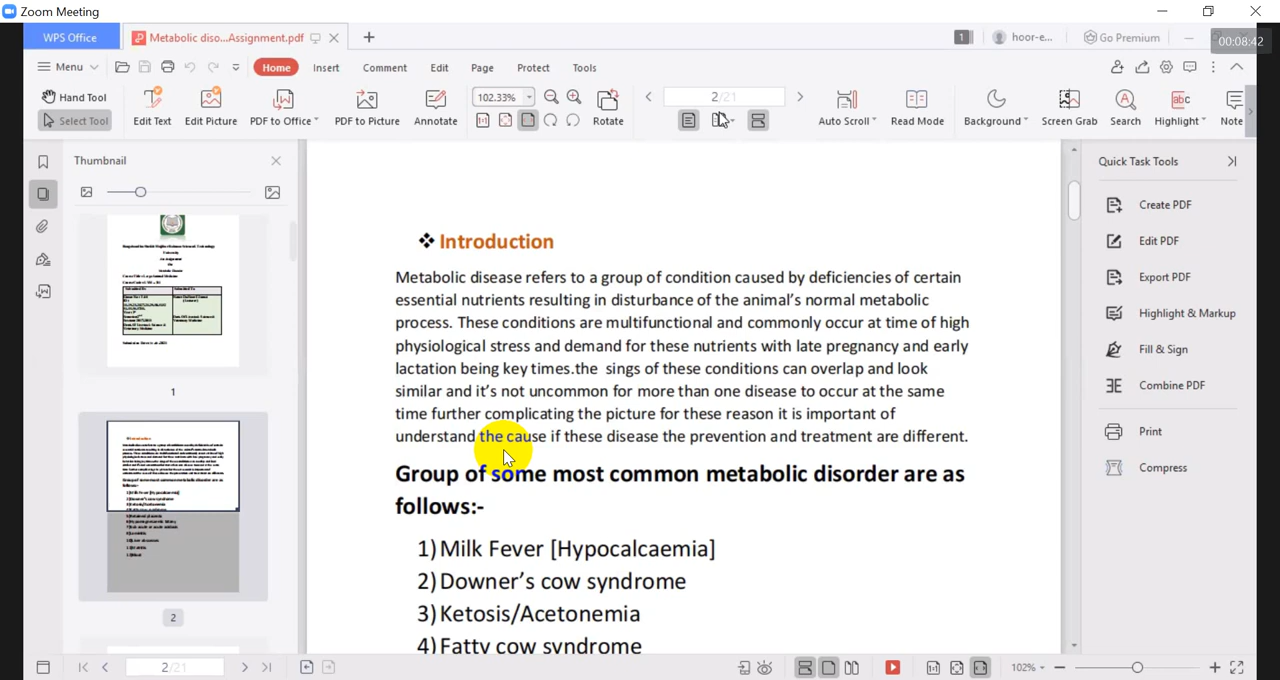 Zoom Meeting
WPS Office
Metabolic diso...Assignment.pdf
1
hoor-e...
Go Premium
00:08:42
Menu
Home
Insert
Comment
Edit
Page
Protect
Tools
Hand Tool
Select Tool
Edit Text
Edit Picture
PDF to Office
PDF to Picture
Annotate
102.33%
Rotate
2/21
Auto Scroll
Read Mode
Background
Screen Grab
Search
Highlight
Note
Thumbnail
1
2
❖ Introduction
Metabolic disease refers to a group of condition caused by deficiencies of certain
essential nutrients resulting in disturbance of the animal’s normal metabolic
process. These conditions are multifunctional and commonly occur at time of high
physiological stress and demand for these nutrients with late pregnancy and early
lactation being key times.the sings of these conditions can overlap and look
similar and it’s not uncommon for more than one disease to occur at the same
time further complicating the picture for these reason it is important of
understand the cause if these disease the prevention and treatment are different.
Group of some most common metabolic disorder are as
follows:-
1)Milk Fever [Hypocalcaemia]
2)Downer’s cow syndrome
3)Ketosis/Acetonemia
4)Fatty cow syndrome
Quick Task Tools
Create PDF
Edit PDF
Export PDF
Highlight & Markup
Fill & Sign
Combine PDF
Print
Compress
2/21
102%